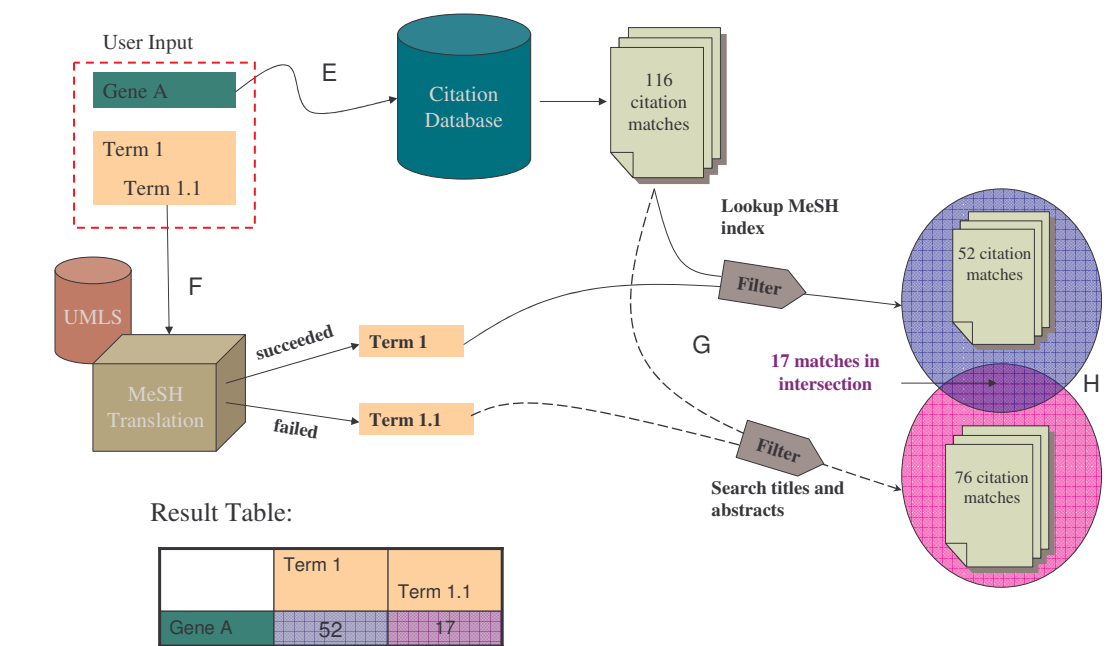 User Input
Gene A
Term 1
Term 1.1
E
Citation
Database
116
citation
matches
Lookup MeSH
index
Filter
52 citation
matches
F
UMLS
MeSH
Translation
succeeded
failed
Term 1
Term 1.1
G
17 matches in
intersection
H
Filter
Search titles and
abstracts
76 citation
matches
Result Table:
Term 1
Term 1.1
Gene A
52
17